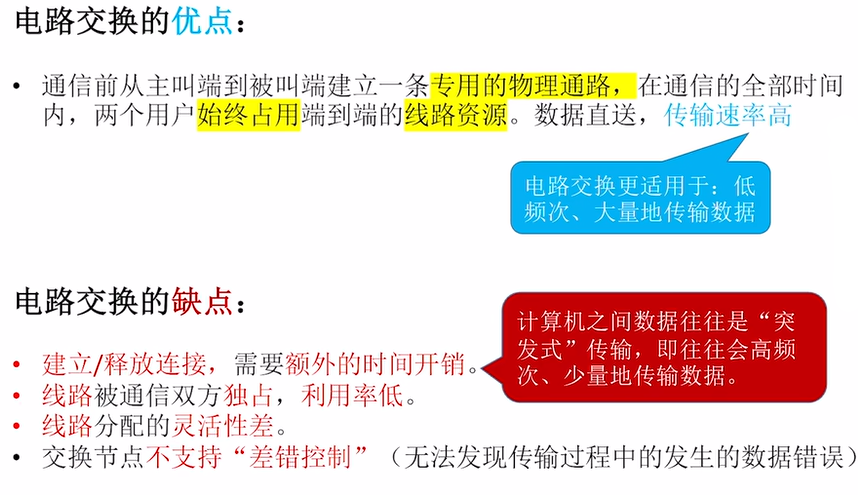 电路交换的优点：
• 通信前从主叫端到被叫端建立一条专用的物理通路，在通信的全部时间
内，两个用户始终占用端到端的线路资源。数据直送，传输速率高
电路交换更适用于：低
频次、大量地传输数据
电路交换的缺点：
计算机之间数据往往是“突
发式”传输，即往往会高频
次、少量地传输数据。
• 建立/释放连接，需要额外的时间开销。
• 线路被通信双方独占，利用率低。
• 线路分配的灵活性差。
• 交换节点不支持“差错控制”（无法发现传输过程中的发生的数据错误）